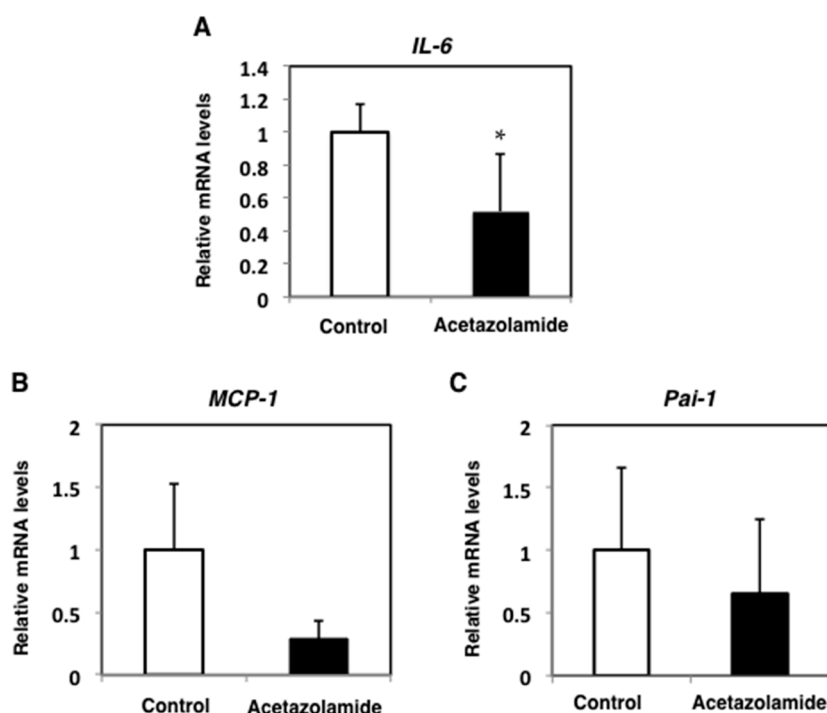 A
IL-6
Relative mRNA levels
1.4
1.2
1
0.8
0.6
0.4
0.2
0
*
Control Acetazolamide
B
MCP-1
Relative mRNA levels
2
1.5
1
0.5
0
Control Acetazolamide
C
Pai-1
Relative mRNA levels
2
1.5
1
0.5
0
Control Acetazolamide